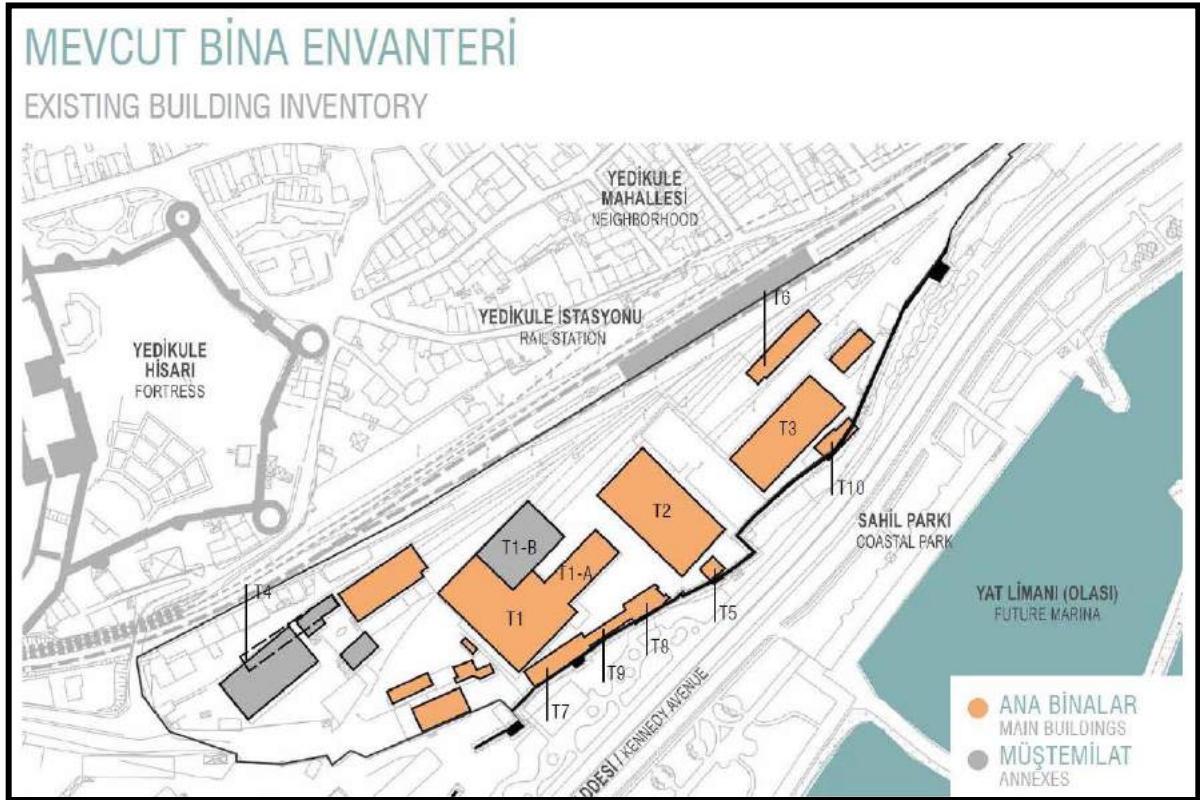 MEVCUT BİNA ENVANTERİ
EXISTING BUILDING INVENTORY
YEDİKULE
MAHALLESİ
NEIGHBORHOOD
T6
YEDİKULE İSTASYONU
RAIL STATION
YEDİKULE
HİSARI
FORTRESS
T3
T10
T2
SAHİL PARKI
COASTAL PARK
T1-B
T1-A
T4
T5
YAT LİMANI (OLASI)
FUTURE MARINA
T1
T8
T9
T7
DDESİ / KENNEDY AVENUE
ANA BİNALAR
MAIN BUILDINGS
MÜŞTEMİLAT
ANNEXES